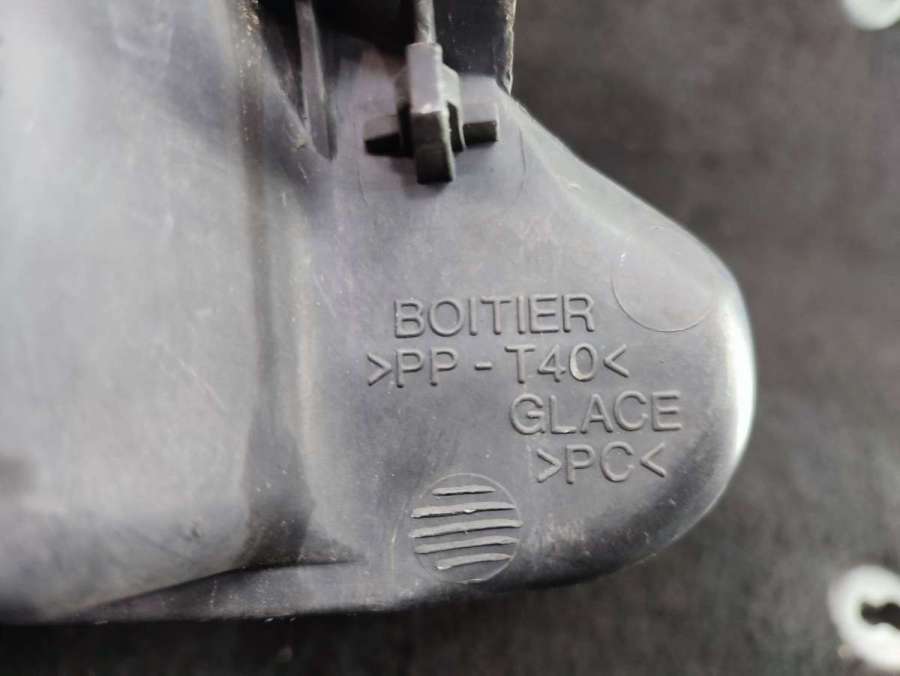 BOITIER
>PP-T40<
GLACE
>PC<